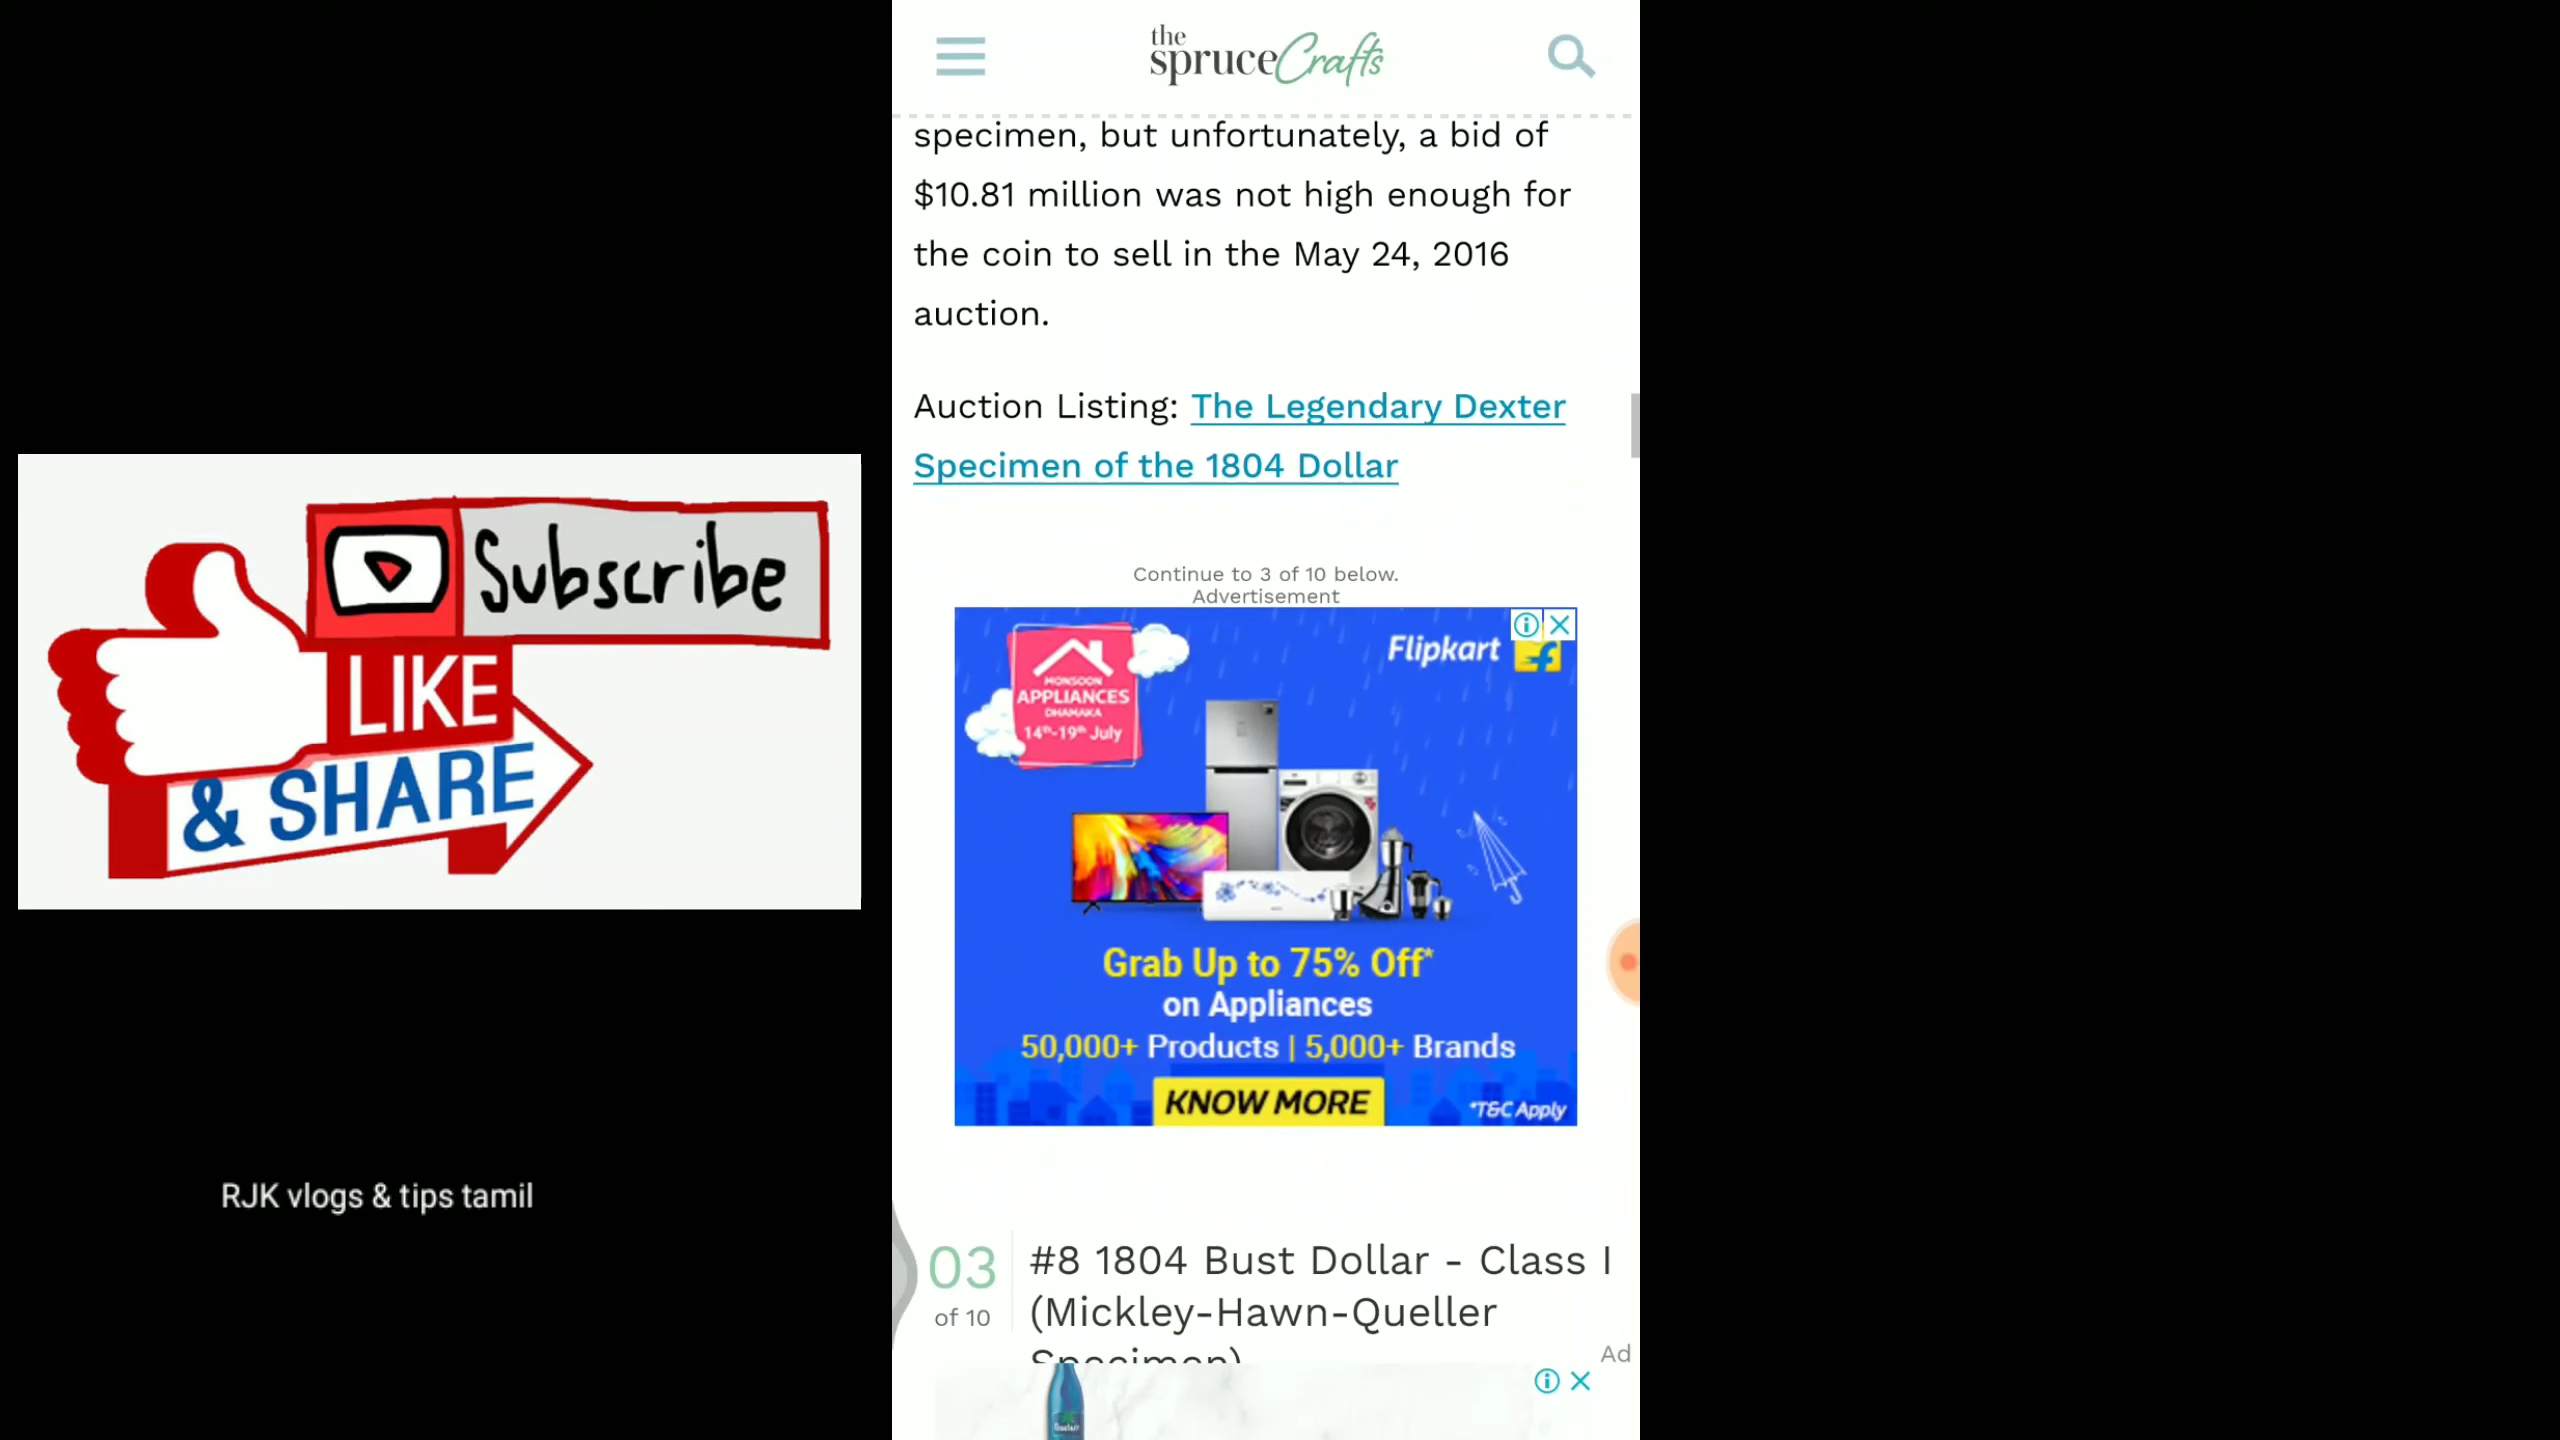 Subscribe
LIKE
& SHARE
RJK vlogs & tips tamil
the
spruceCrafts
specimen, but unfortunately, a bid of
$10.81 million was not high enough for
the coin to sell in the May 24, 2016
auction.
Auction Listing: The Legendary Dexter
Specimen of the 1804 Dollar
Continue to 3 of 10 below.
Advertisement
MONSOON
APPLIANCES
DHAMAKA
14th-19th July
Flipkart
Grab Up to 75% Off*
on Appliances
50,000+ Products | 5,000+ Brands
KNOW MORE
*T&C Apply
03
of 10
#8 1804 Bust Dollar - Class I
(Mickley-Hawn-Queller
Specimen)
Ad